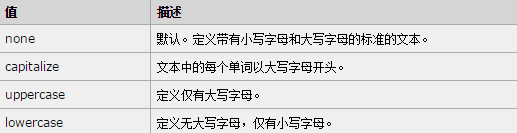 值 描述
none 默认。定义带有小写字母和大写字母的标准的文本。
capitalize 文本中的每个单词以大写字母开头。
uppercase 定义仅有大写字母。
lowercase 定义无大写字母，仅有小写字母。